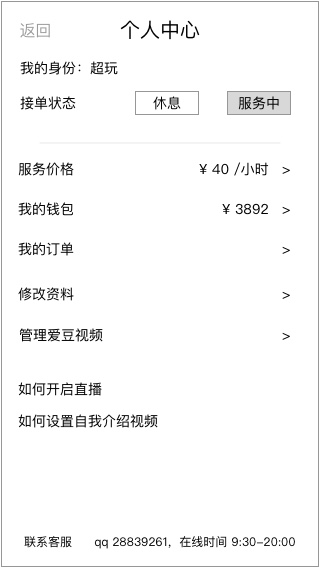 返回 个人中心
我的身份：超玩
接单状态 休息 服务中
服务价格 ¥ 40 /小时 >
我的钱包 ¥ 3892 >
我的订单 >
修改资料 >
管理爱豆视频 >
如何开启直播
如何设置自我介绍视频
联系客服 qq 28839261，在线时间 9:30-20:00